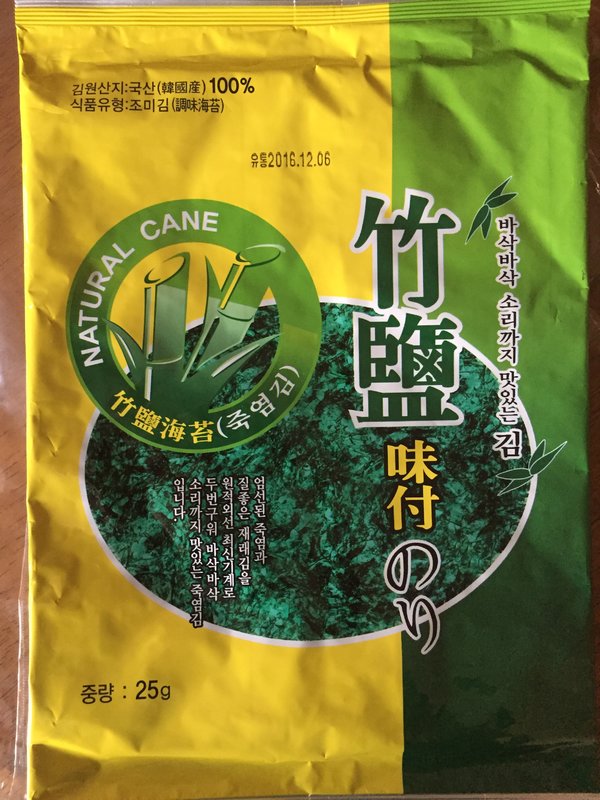 김원산지:국산(韓國産) 100%
식품유형:조미김(調味海苔)
유통2016.12.06
NATURAL CANE
竹鹽海苔(죽염김)
竹鹽
味付
のり
바삭바삭 소리까지 맛있는 김
엄선된 죽염과
질좋은 재래김을
원적외선 최신기계로
두번구워 바삭바삭
소리까지 맛있는 죽염김
입니다.
중량 : 25g